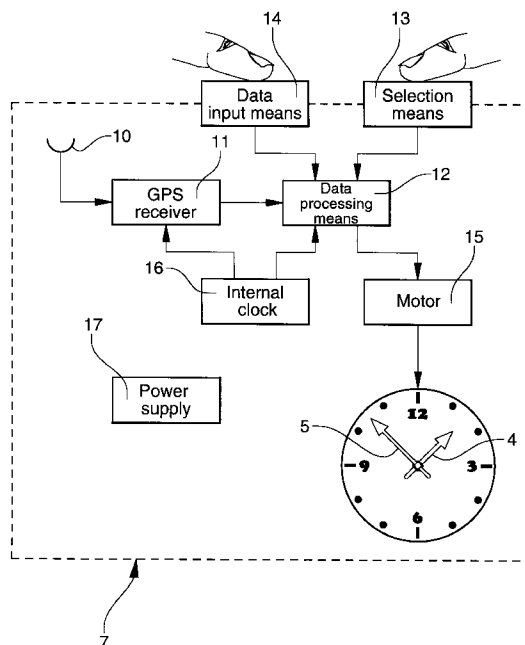 14
13
Data
input means
Selection
means
10
11
12
GPS
receiver
Data
processing
means
16
Internal
clock
15
Motor
17
Power
supply
12
5
4
9
3
6
7